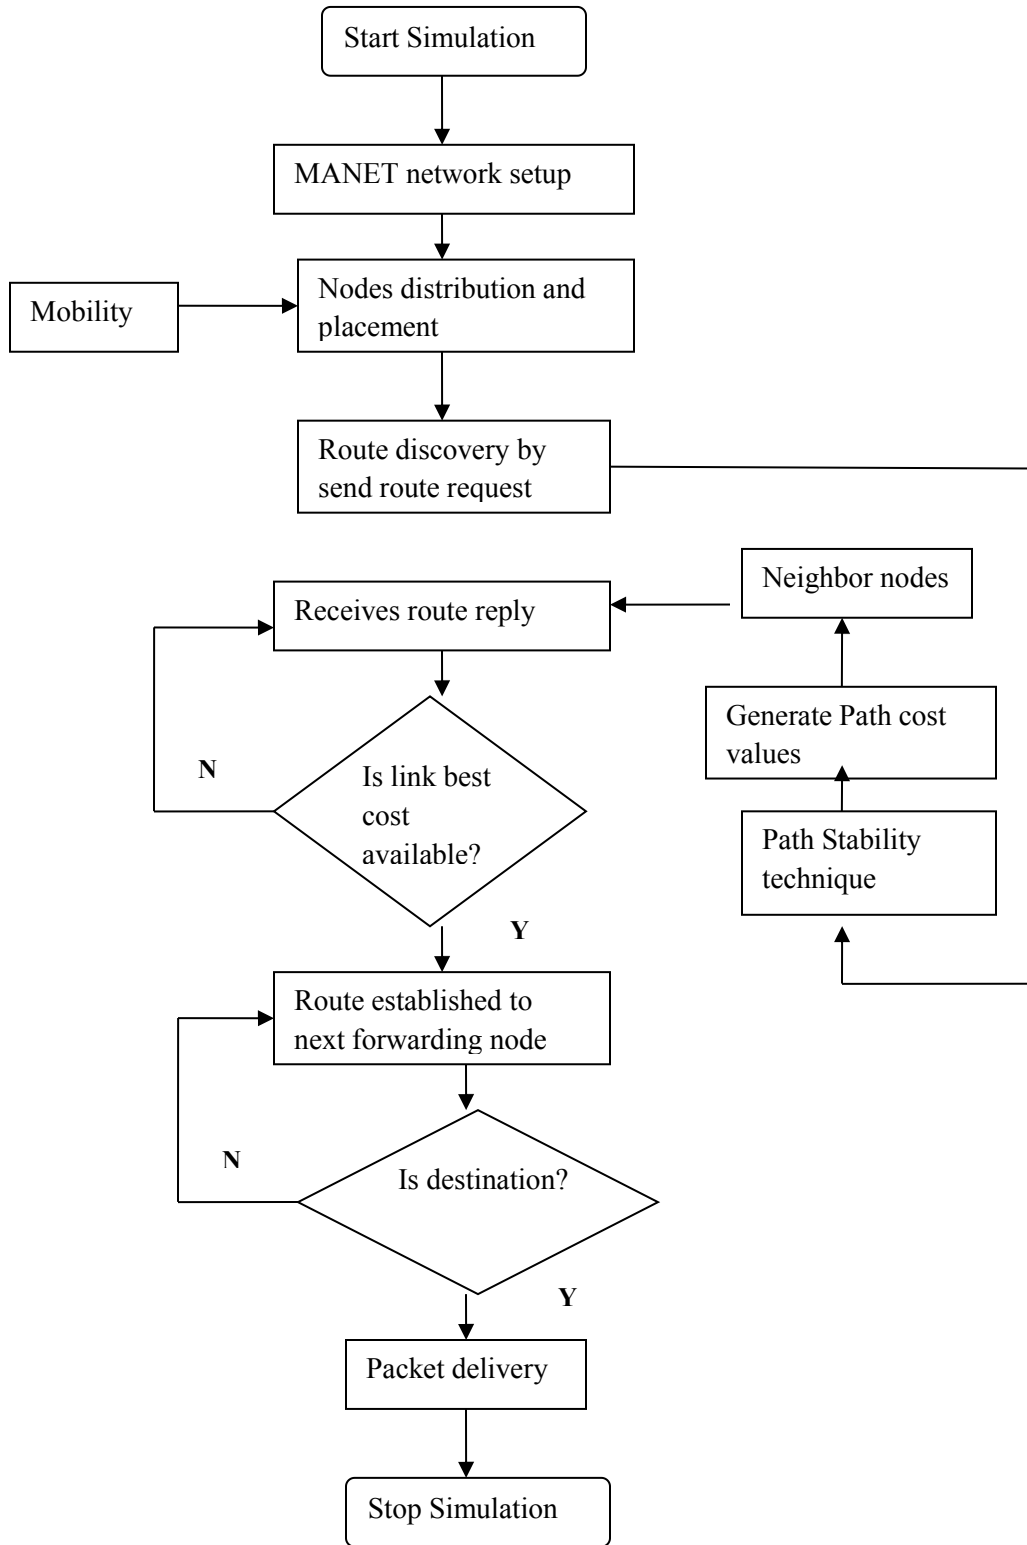 Start Simulation
MANET network setup
Mobility
Nodes distribution and
placement
Route discovery by
send route request
Neighbor nodes
Receives route reply
Generate Path cost
values
N
Is link best
cost
available?
Path Stability
technique
Y
Route established to
next forwarding node
N
Is destination?
Y
Packet delivery
Stop Simulation